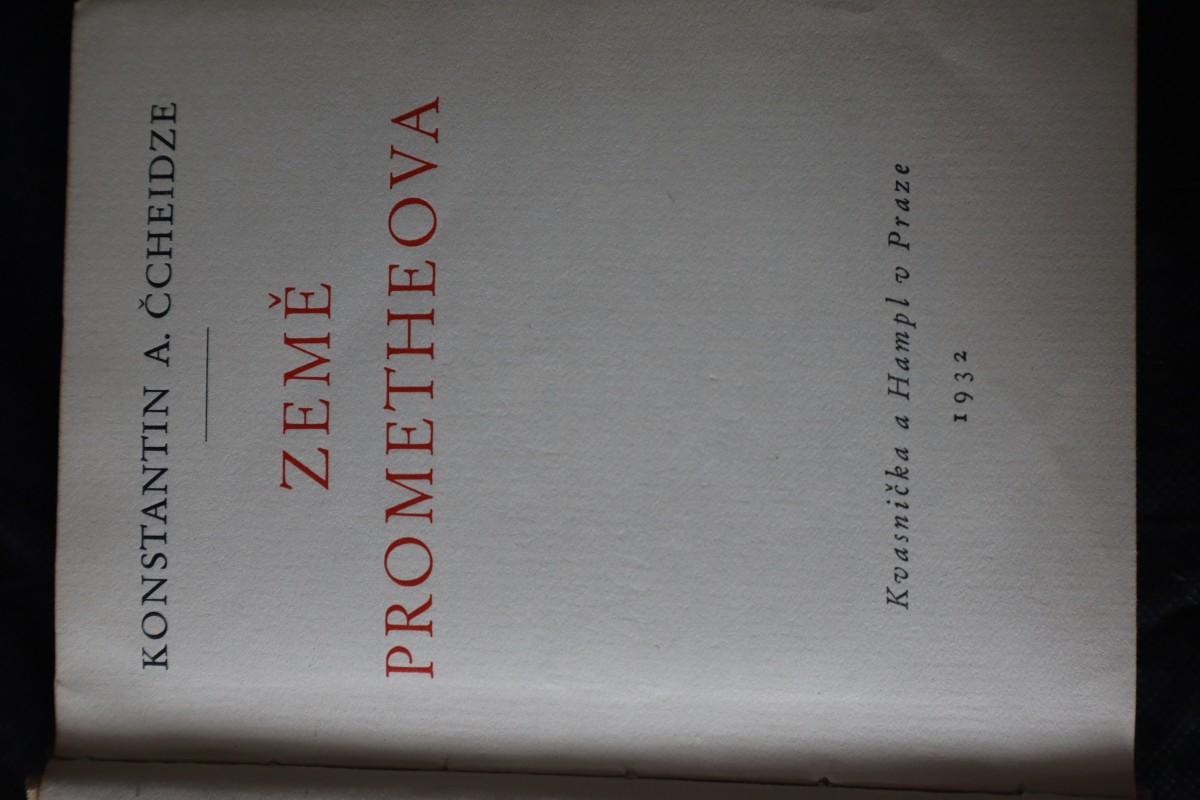 KONSTANTIN A. ČCHEIDZE
ZEMĚ
PROMETHEOVA
Kvasnička a Hampl v Praze
1932